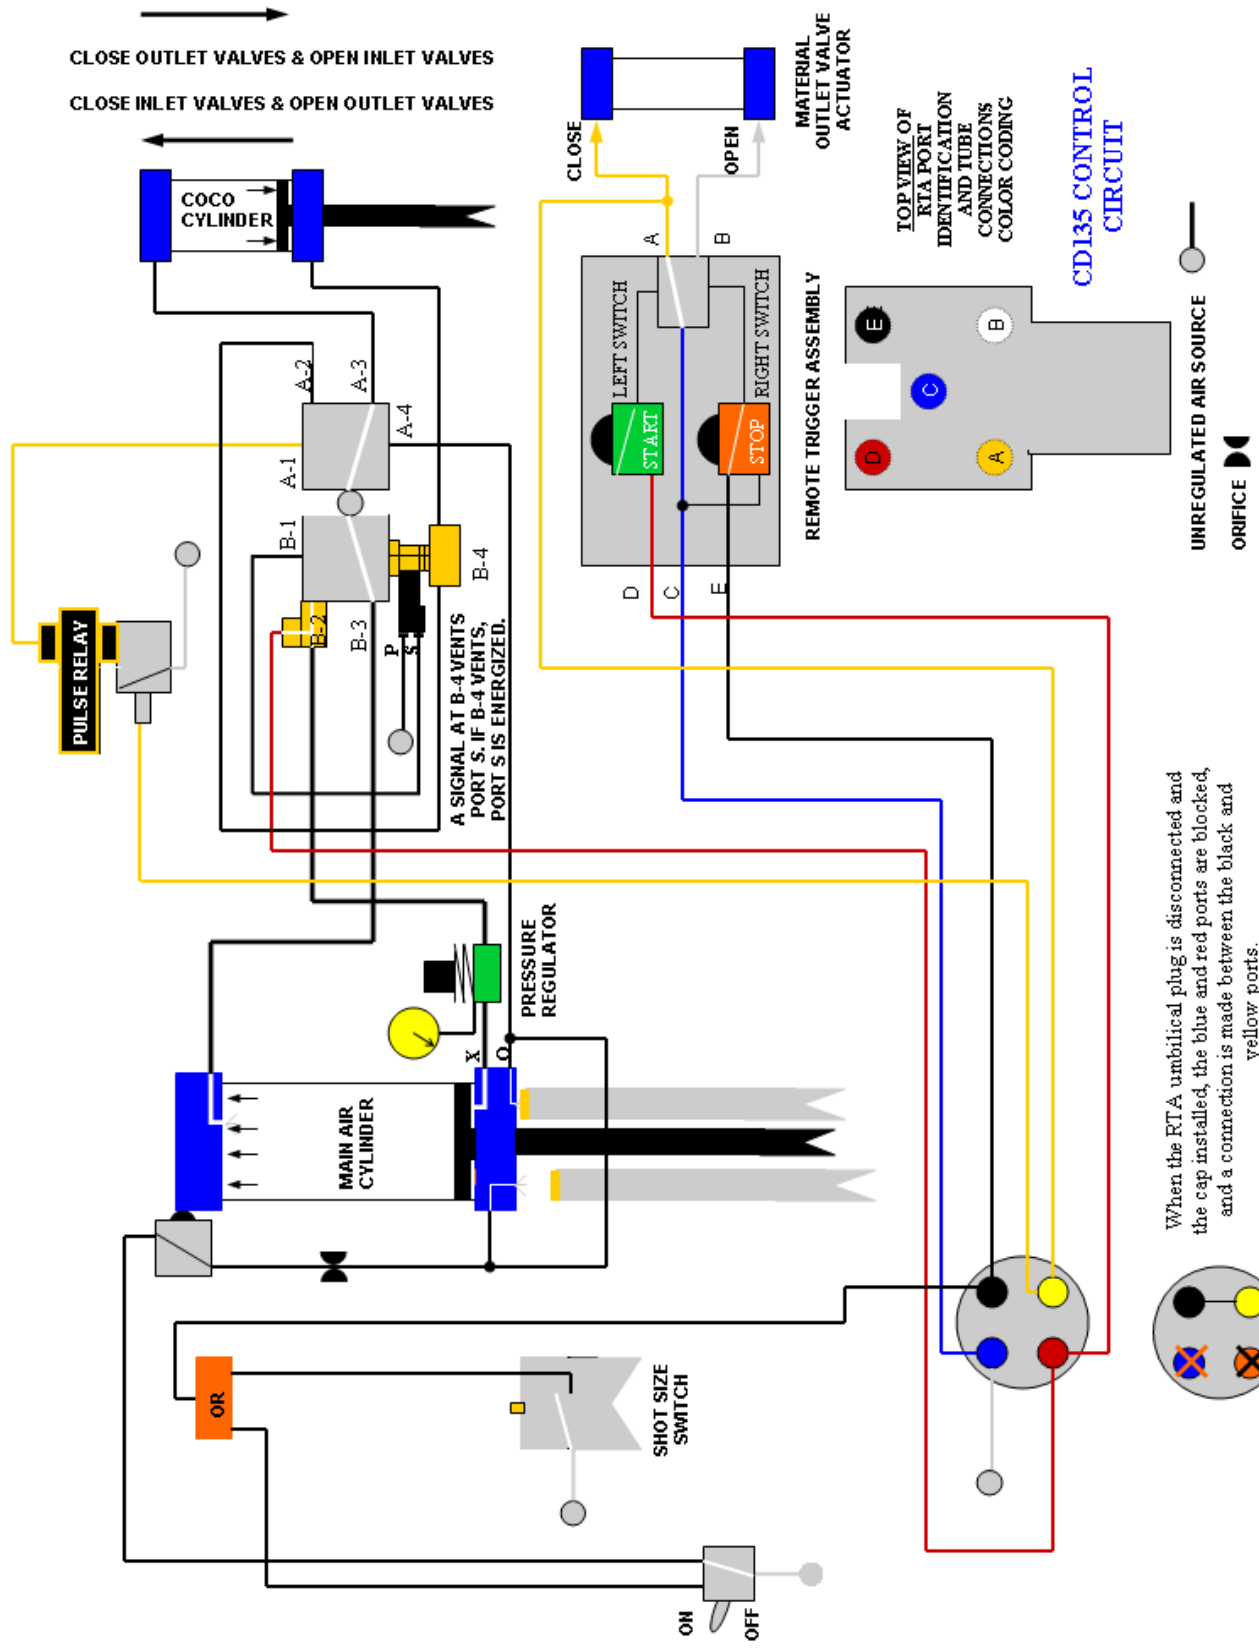 CLOSE OUTLET VALVES & OPEN INLET VALVES
CLOSE INLET VALVES & OPEN OUTLET VALVES
COCO
CYLINDER
CLOSE
OPEN
MATERIAL
OUTLET VALVE
ACTUATOR
TOP VIEW OF
RTA PORT
IDENTIFICATION
AND TUBE
CONNECTIONS
COLOR CODING
CD135 CONTROL
CIRCUIT
A
B
LEFT SWITCH
RIGHT SWITCH
START
STOP
REMOTE TRIGGER ASSEMBLY
D
C
E
E
B
C
D
A
UNREGULATED AIR SOURCE
ORIFICE
A-2
A-3
A-1
A-4
B-1
B-2
B-3
B-4
P
S
PULSE RELAY
A SIGNAL AT B-4 VENTS
PORT S. IF B-4 VENTS,
PORT S IS ENERGIZED.
PRESSURE
REGULATOR
X
O
MAIN AIR
CYLINDER
OR
SHOT SIZE
SWITCH
ON
OFF
When the RTA umbilical plug is disconnected and
the cap installed, the blue and red ports are blocked,
and a connection is made between the black and
yellow ports.